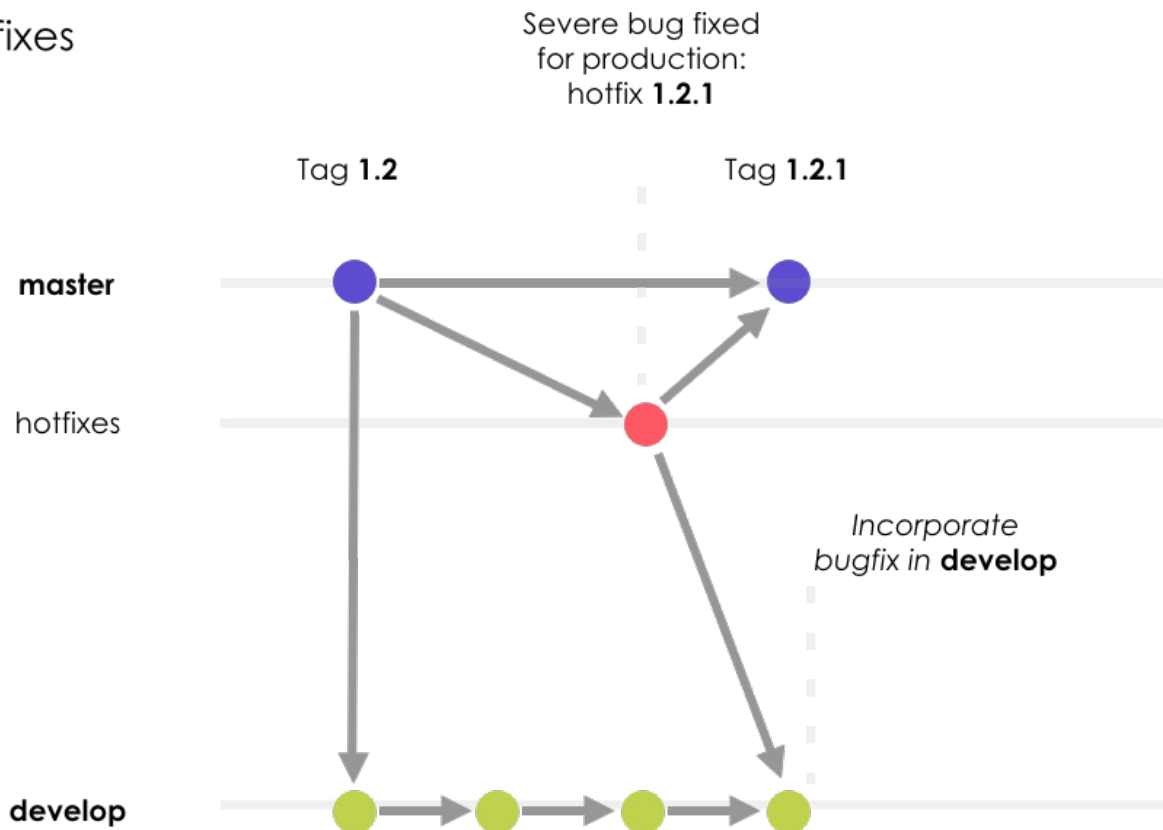 fixes
Severe bug fixed
for production:
hotfix 1.2.1
Tag 1.2
Tag 1.2.1
master
hotfixes
Incorporate
bugfix in develop
develop